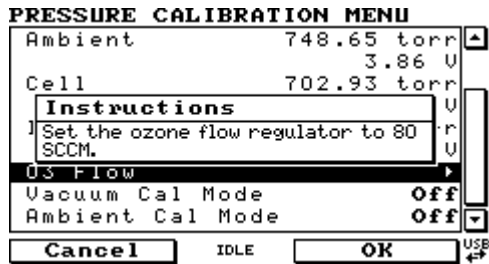 PRESSURE CALIBRATION MENU
Ambient 748.65 torr
3.86 V
Cell 702.93 torr
V
Instructions
Set the ozone flow regulator to 80
SCCM.
V
O3 Flow
Vacuum Cal Mode Off
Ambient Cal Mode Off
Cancel IDLE OK USB